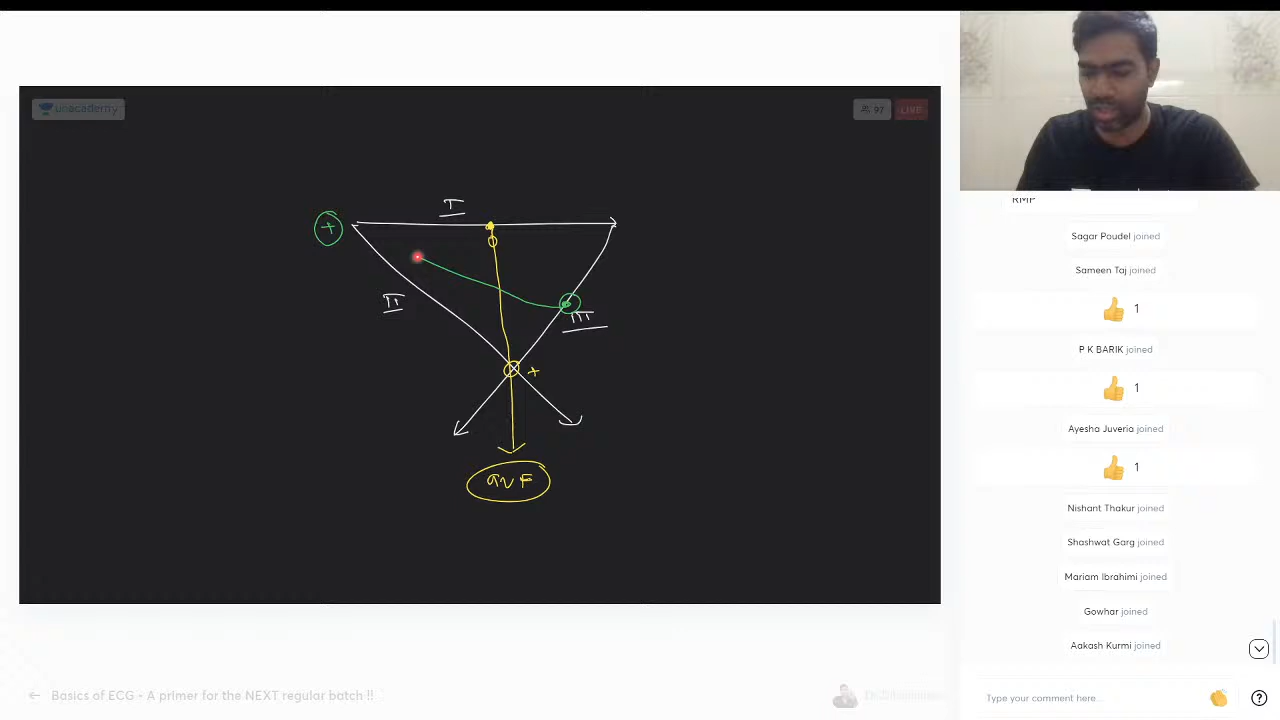 unacademy
97
LIVE
I
+
II
III
+
aVF
RMP
Sagar Poudel joined
Sameen Taj joined
1
P K BARIK joined
1
Ayesha Juveria joined
1
Nishant Thakur joined
Shashwat Garg joined
Mariam Ibrahimi joined
Gowhar joined
Aakash Kurmi joined
← Basics of ECG - A primer for the NEXT regular batch !!
Type your comment here...
?